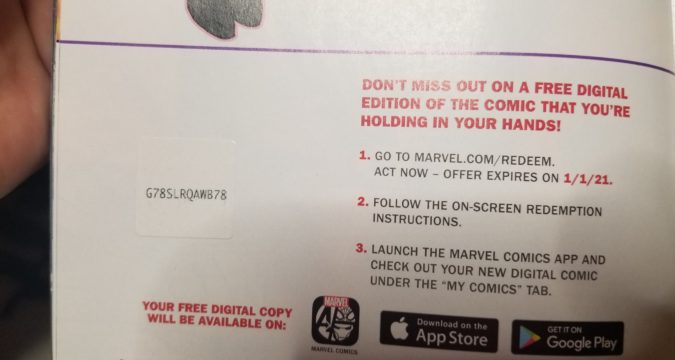 DON'T MISS OUT ON A FREE DIGITAL
EDITION OF THE COMIC THAT YOU'RE
HOLDING IN YOUR HANDS!
1. GO TO MARVEL.COM/REDEEM.
ACT NOW – OFFER EXPIRES ON 1/1/21.
2. FOLLOW THE ON-SCREEN REDEMPTION
INSTRUCTIONS.
3. LAUNCH THE MARVEL COMICS APP AND
CHECK OUT YOUR NEW DIGITAL COMIC
UNDER THE "MY COMICS" TAB.
G78SLRQAWB78
YOUR FREE DIGITAL COPY
WILL BE AVAILABLE ON:
MARVEL
MARVEL COMICS
Download on the
App Store
GET IT ON
Google Play